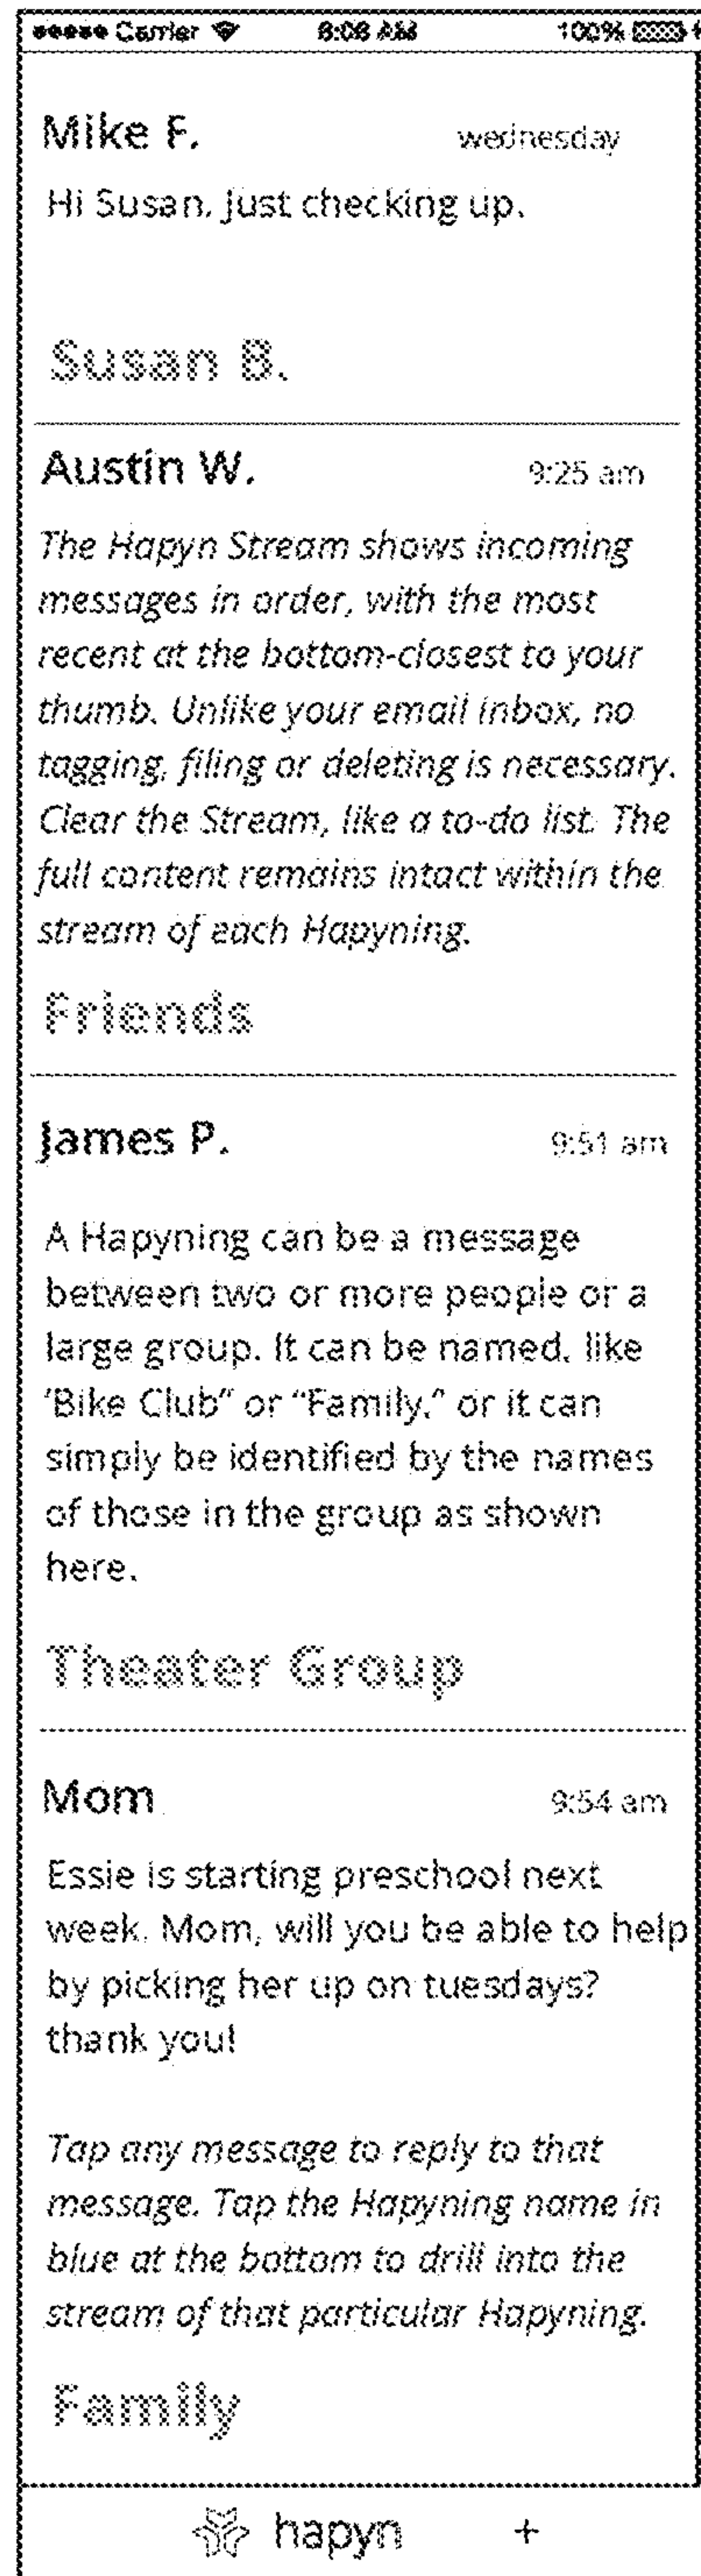 Carrier 8:08 AM 100%
Mike F. wednesday
Hi Susan. Just checking up.
Susan B.
Austin W. 9:25 am
The Hapyn Stream shows incoming
messages in order, with the most
recent at the bottom-closest to your
thumb. Unlike your email inbox, no
tagging, filing or deleting is necessary.
Clear the Stream, like a to-do list. The
full content remains intact within the
stream of each Hapyning.
Friends
James P. 9:51 am
A Hapyning can be a message
between two or more people or a
large group. It can be named, like
‘Bike Club” or “Family,” or it can
simply be identified by the names
of those in the group as shown
here.
Theater Group
Mom 9:54 am
Essie is starting preschool next
week. Mom, will you be able to help
by picking her up on tuesdays?
thank you!
Tap any message to reply to that
message. Tap the Hapyning name in
blue at the bottom to drill into the
stream of that particular Hapyning.
Family
hapyn +